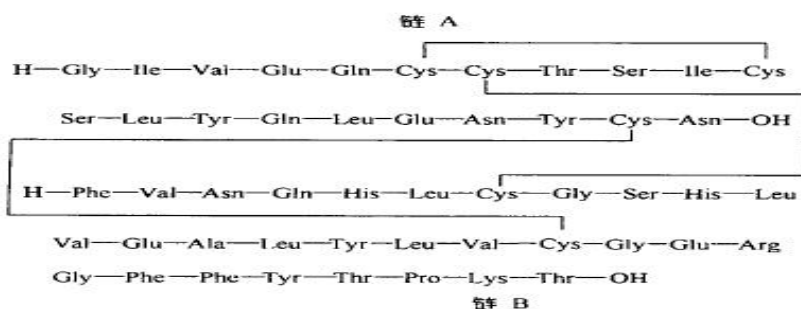 链 A
H—Gly—Ile—Val—Glu—Gln—Cys—Cys—Thr—Ser—Ile—Cys
Ser—Leu—Tyr—Gln—Leu—Glu—Asn—Tyr—Cys—Asn—OH
H—Phe—Val—Asn—Gln—His—Leu—Cys—Gly—Ser—His—Leu
Val—Glu—Ala—Leu—Tyr—Leu—Val—Cys—Gly—Glu—Arg
Gly—Phe—Phe—Tyr—Thr—Pro—Lys—Thr—OH
链 B